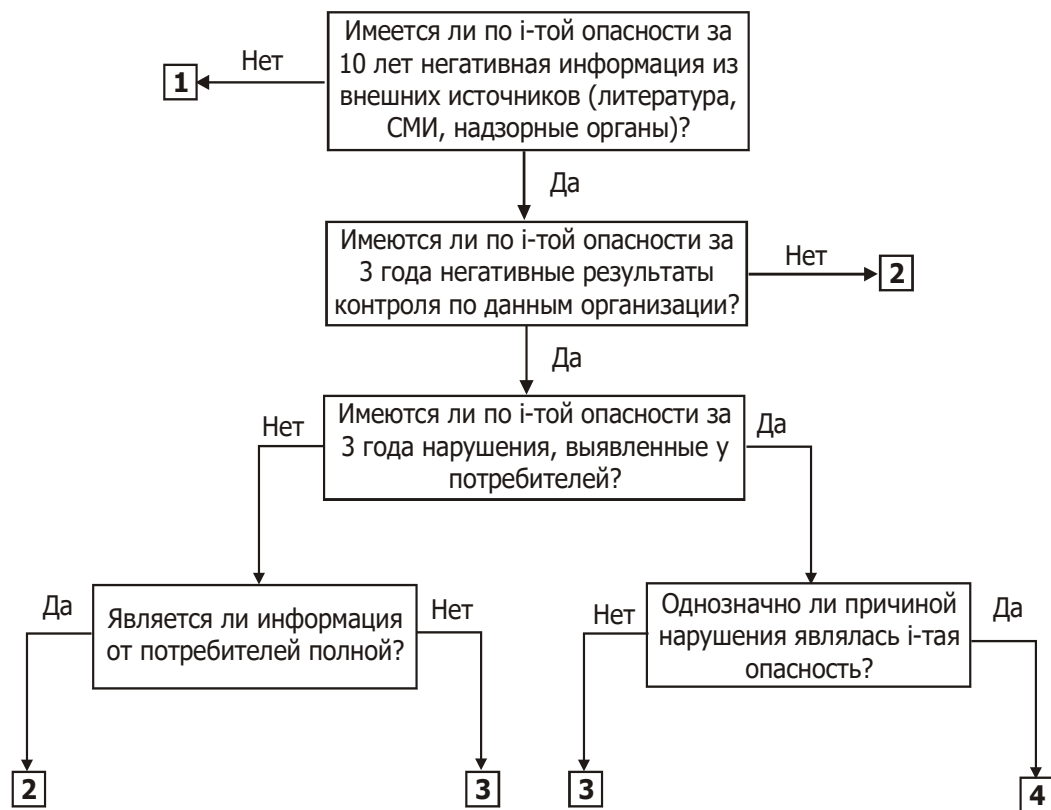 Имеется ли по i-той опасности за
10 лет негативная информация из
внешних источников (литература,
СМИ, надзорные органы)?
Нет
1
Да
Имеются ли по i-той опасности за
3 года негативные результаты
контроля по данным организации?
Нет
2
Да
Имеются ли по i-той опасности за
3 года нарушения, выявленные у
потребителей?
Нет
Да
Да
Является ли информация
от потребителей полной?
Нет
Нет
Однозначно ли причиной
нарушения являлась i-тая
опасность?
Да
2
3
3
4